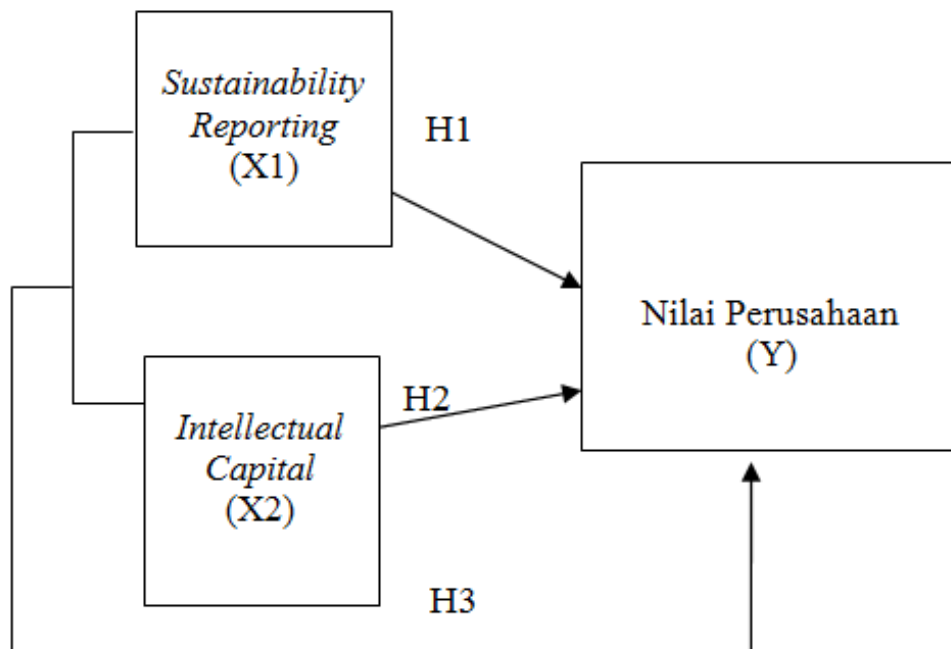 Sustainability
Reporting
(X1)
H1
Nilai Perusahaan
(Y)
H2
Intellectual
Capital
(X2)
H3